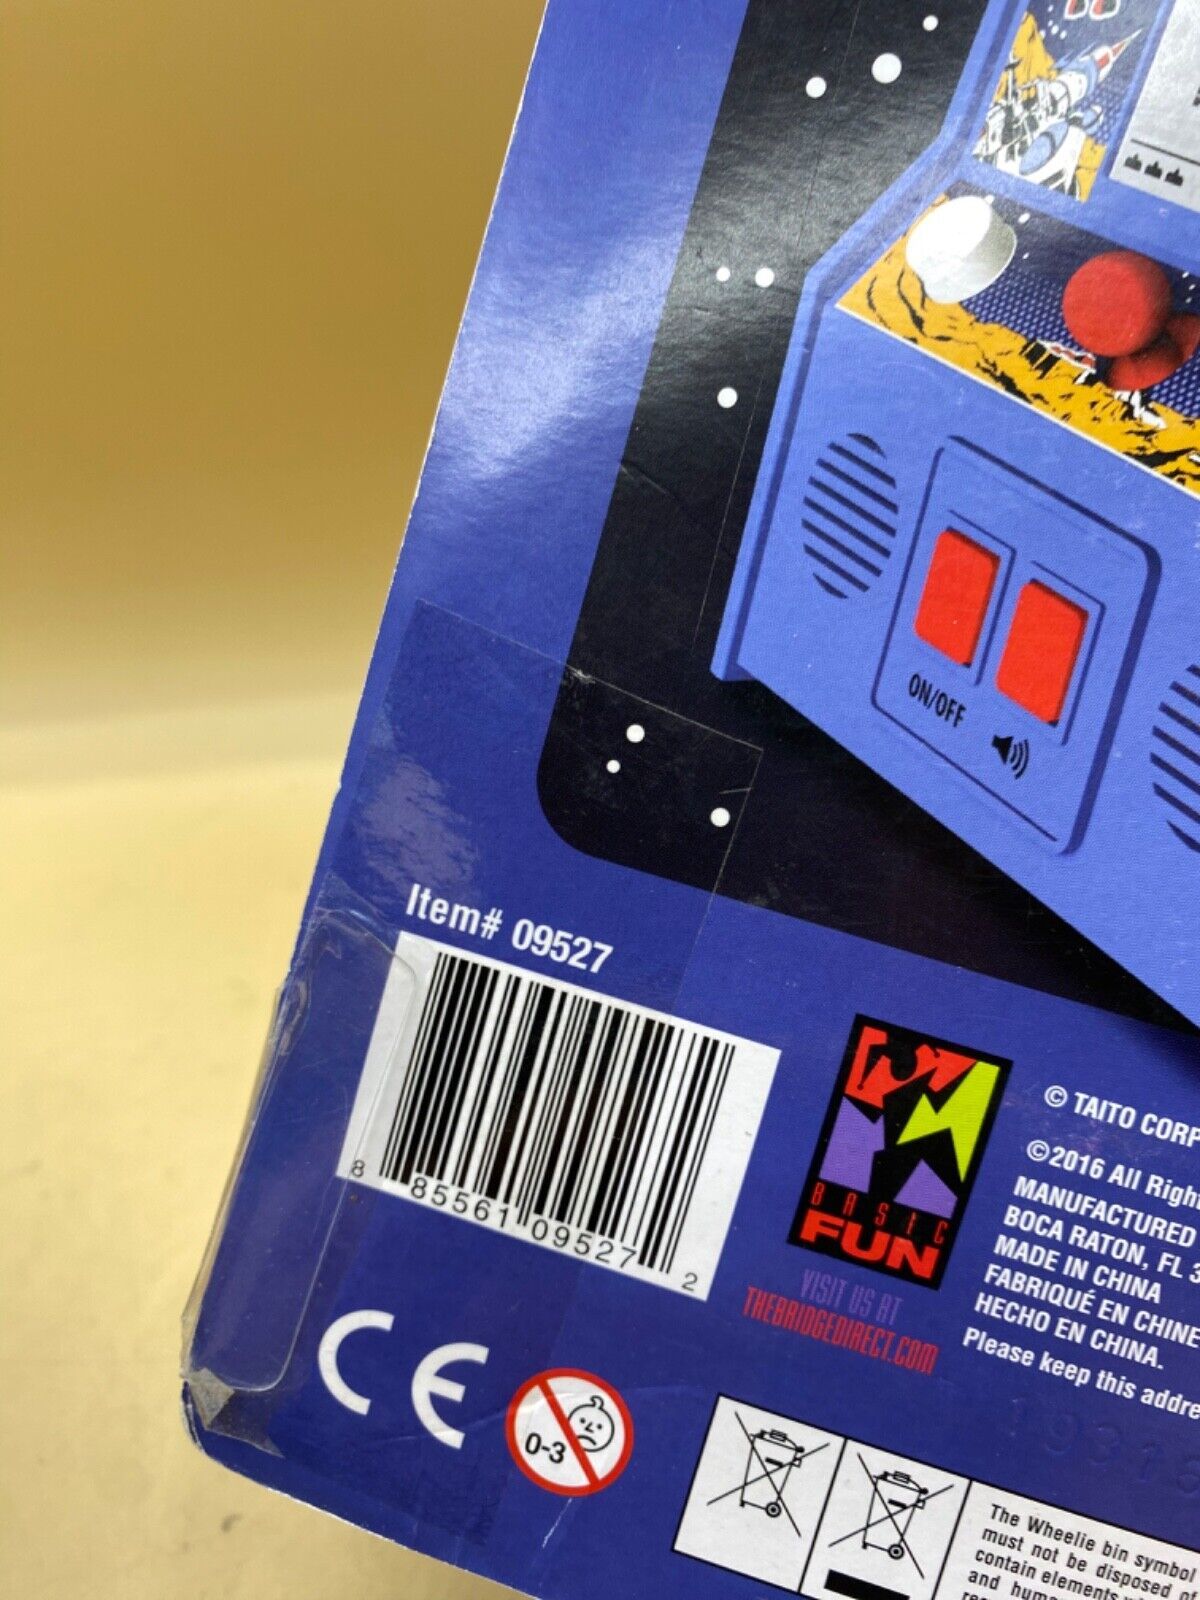 ON/OFF
Item# 09527
8 85561 09527 2
BASIC
FUN
VISIT US AT
THEBRIDGEDIRECT.COM
© TAITO CORP
©2016 All Righ
MANUFACTURED
BOCA RATON, FL 3
MADE IN CHINA
FABRIQUÉ EN CHINE
HECHO EN CHINA.
Please keep this addre
CE
0-3
The Wheelie bin symbol
must not be disposed of
contain elements
and huma